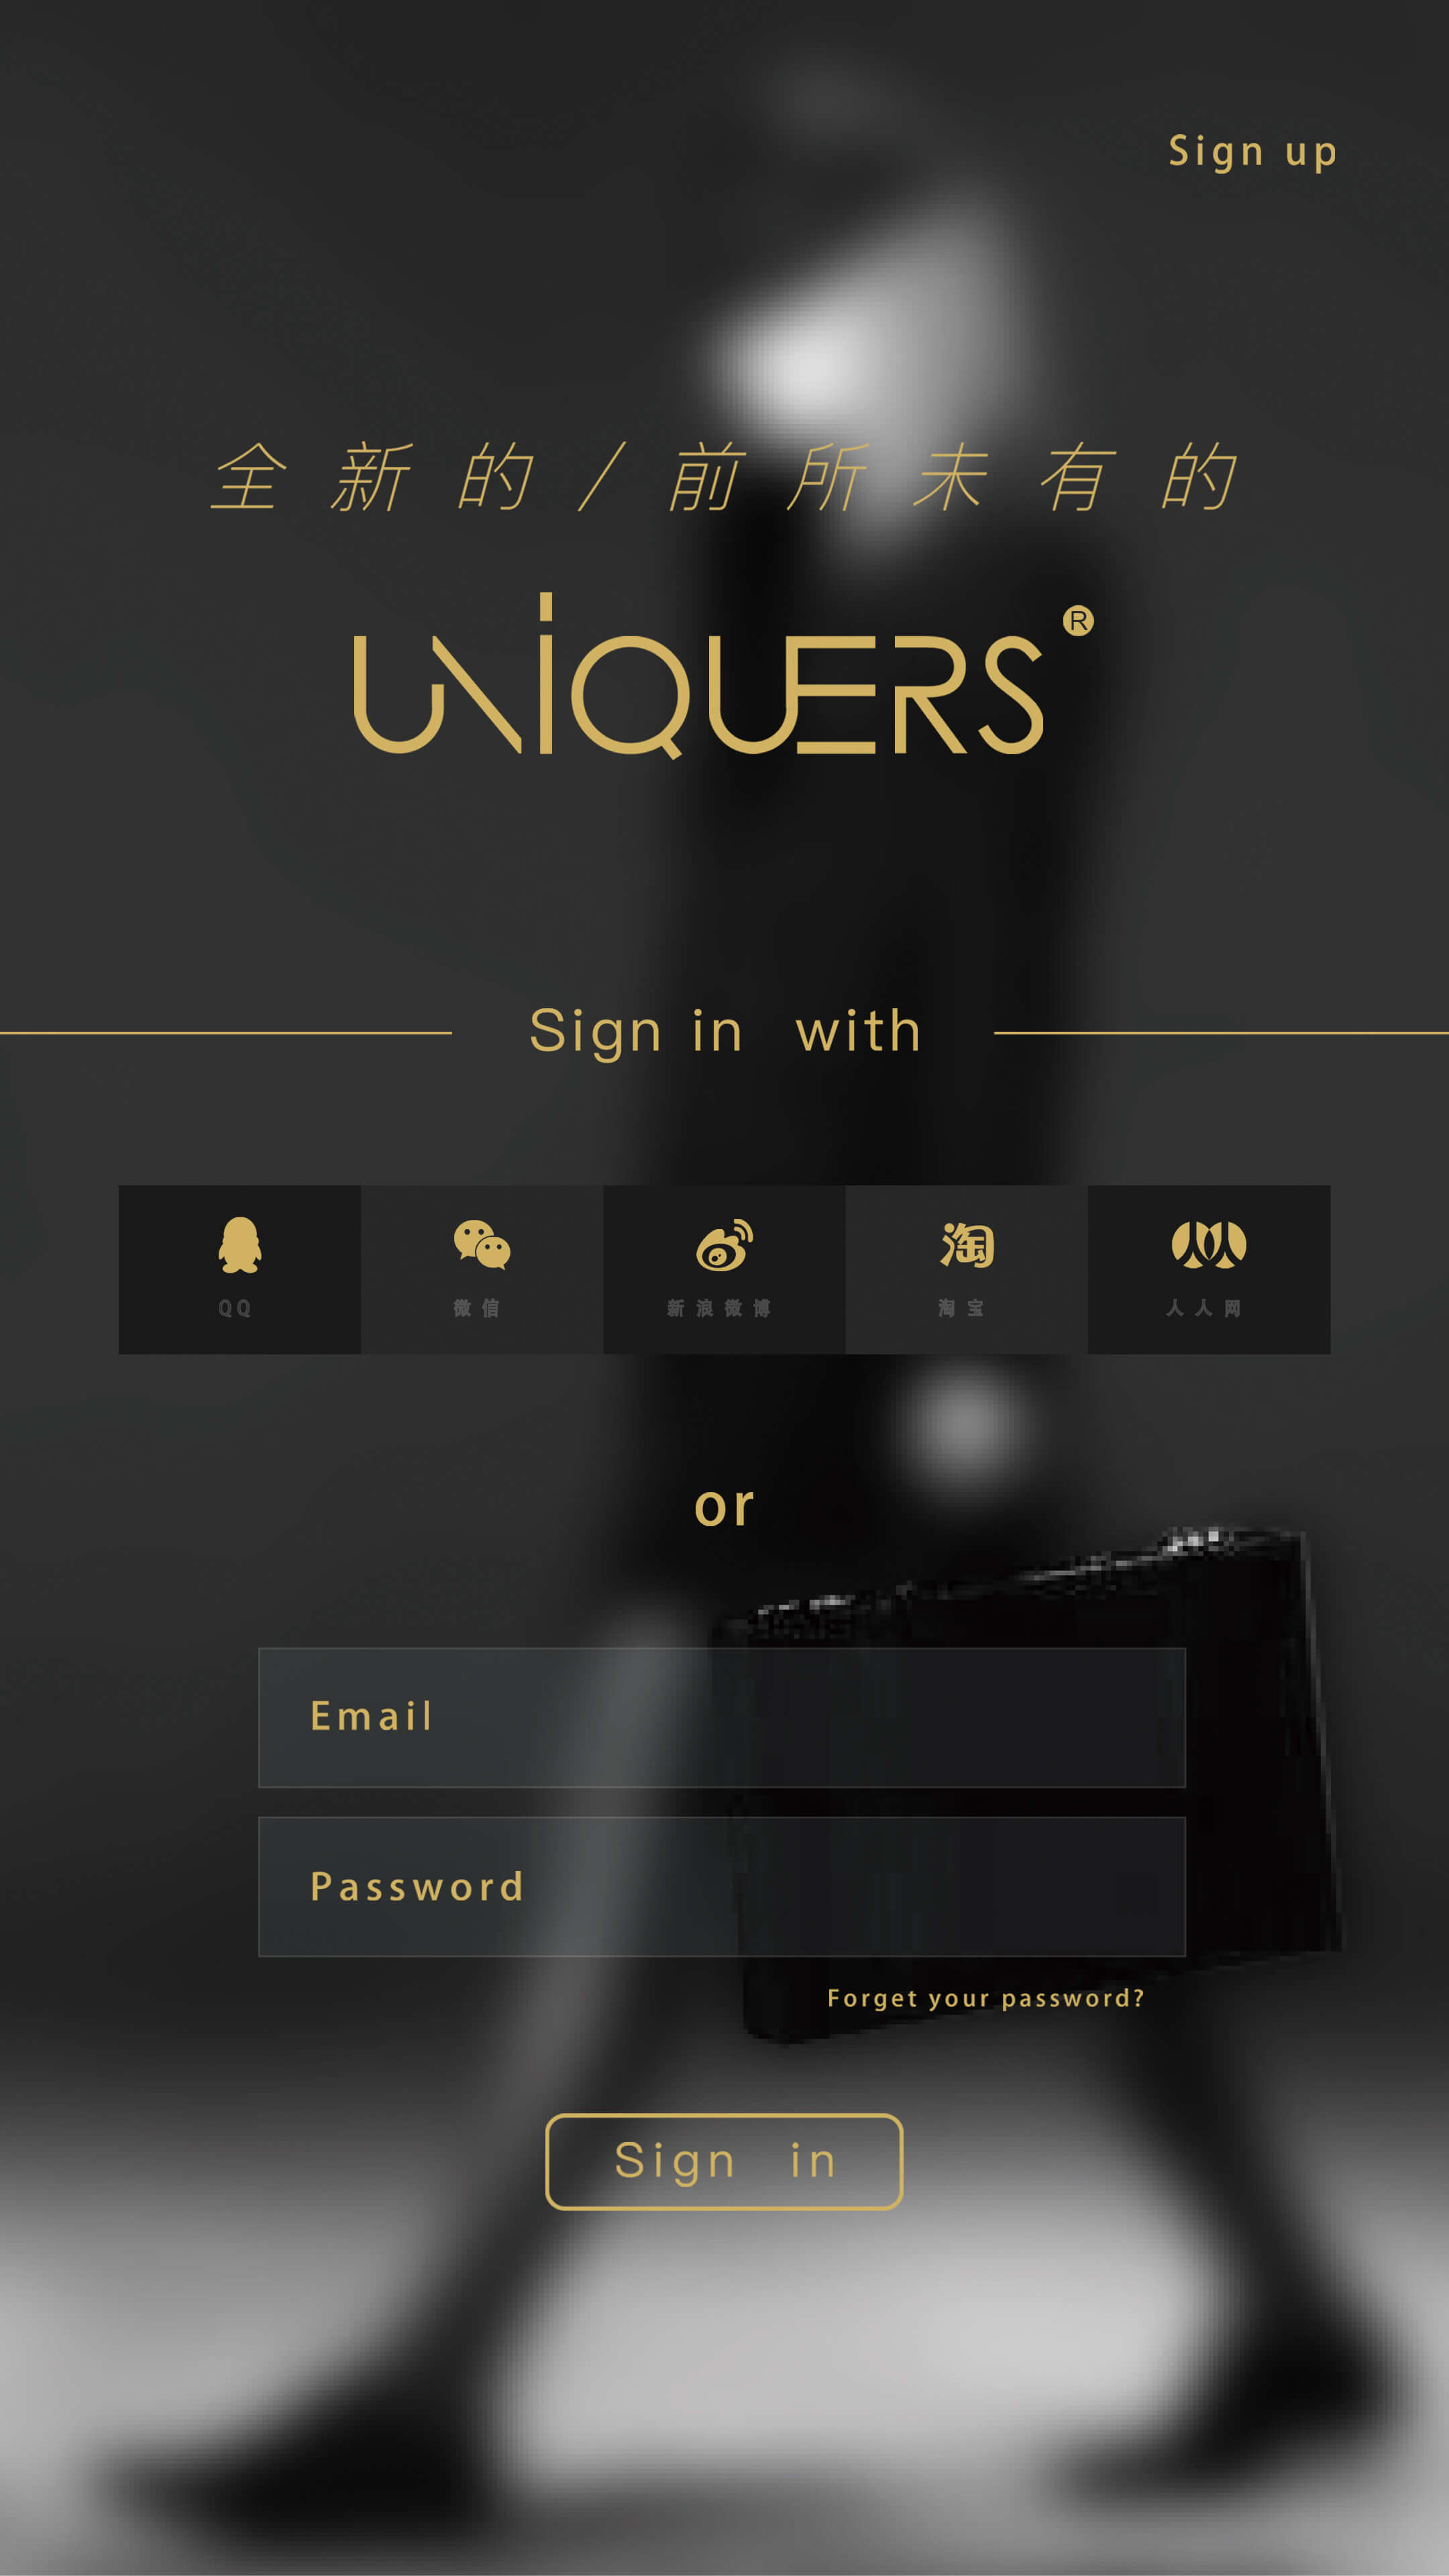 Sign up
全新的/前所未有的
UNIQUERS®
Sign in with
淘
QQ 微信 新浪微博 淘宝 人人网
or
Email
Password
Forget your password?
Sign in